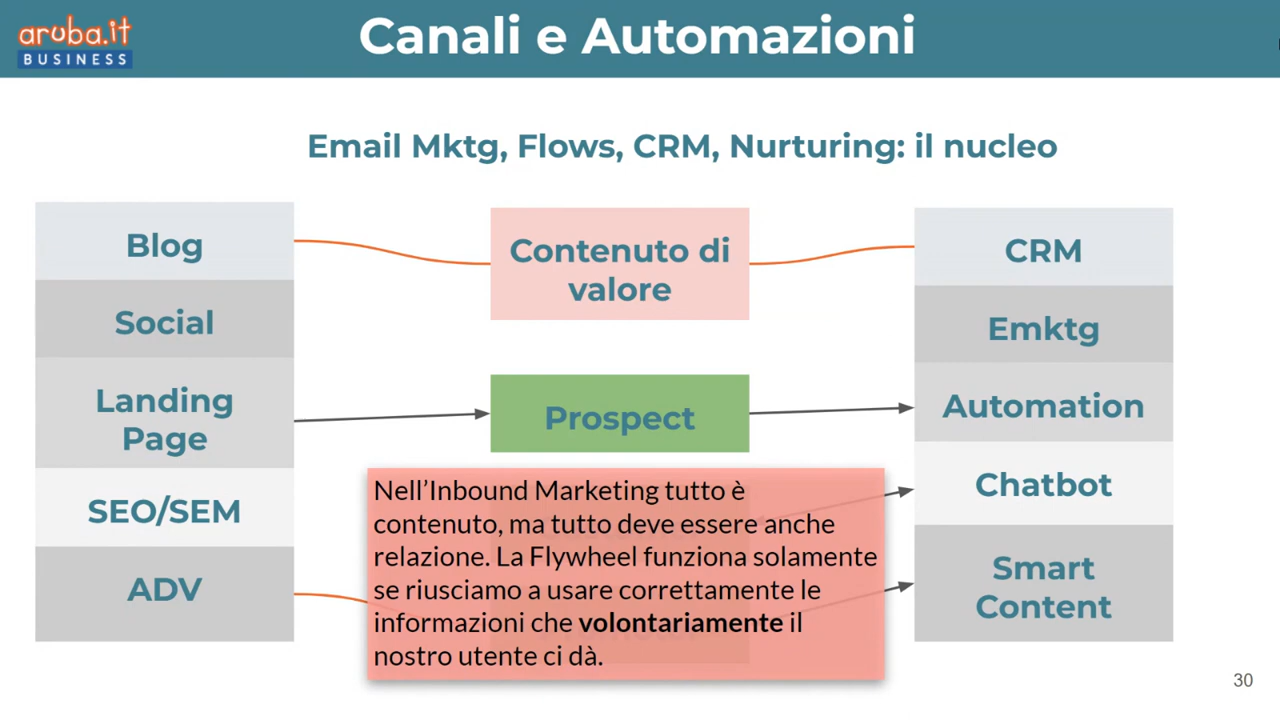 aruba.it
BUSINESS
Canali e Automazioni
Email Mktg, Flows, CRM, Nurturing: il nucleo
Blog
Social
Landing
Page
SEO/SEM
ADV
Contenuto di
valore
Prospect
Nell’Inbound Marketing tutto è
contenuto, ma tutto deve essere anche
relazione. La Flywheel funziona solamente
se riusciamo a usare correttamente le
informazioni che volontariamente il
nostro utente ci dà.
CRM
Emktg
Automation
Chatbot
Smart
Content
30